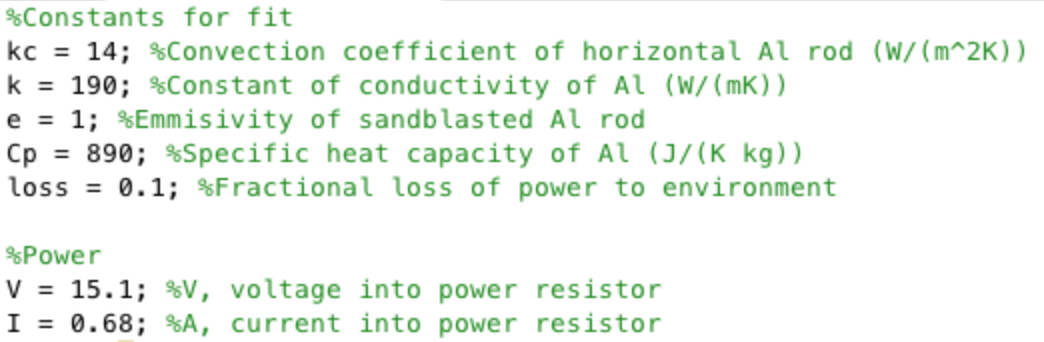 %Constants for fit
kc = 14; %Convection coefficient of horizontal Al rod (W/(m^2K))
k = 190; %Constant of conductivity of Al (W/(mK))
e = 1; %Emmisivity of sandblasted Al rod
Cp = 890; %Specific heat capacity of Al (J/(K kg))
loss = 0.1; %Fractional loss of power to environment
%Power
V = 15.1; %V, voltage into power resistor
I = 0.68; %A, current into power resistor